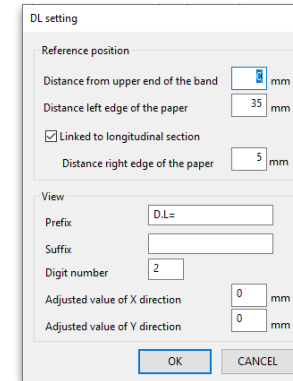 DL setting
Reference position
Distance from upper end of the band mm
Distance left edge of the paper 35 mm
Linked to longitudinal section
Distance right edge of the paper 5 mm
View
Prefix D.L=
Suffix
Digit number 2
Adjusted value of X direction 0 mm
Adjusted value of Y direction 0 mm
OK CANCEL